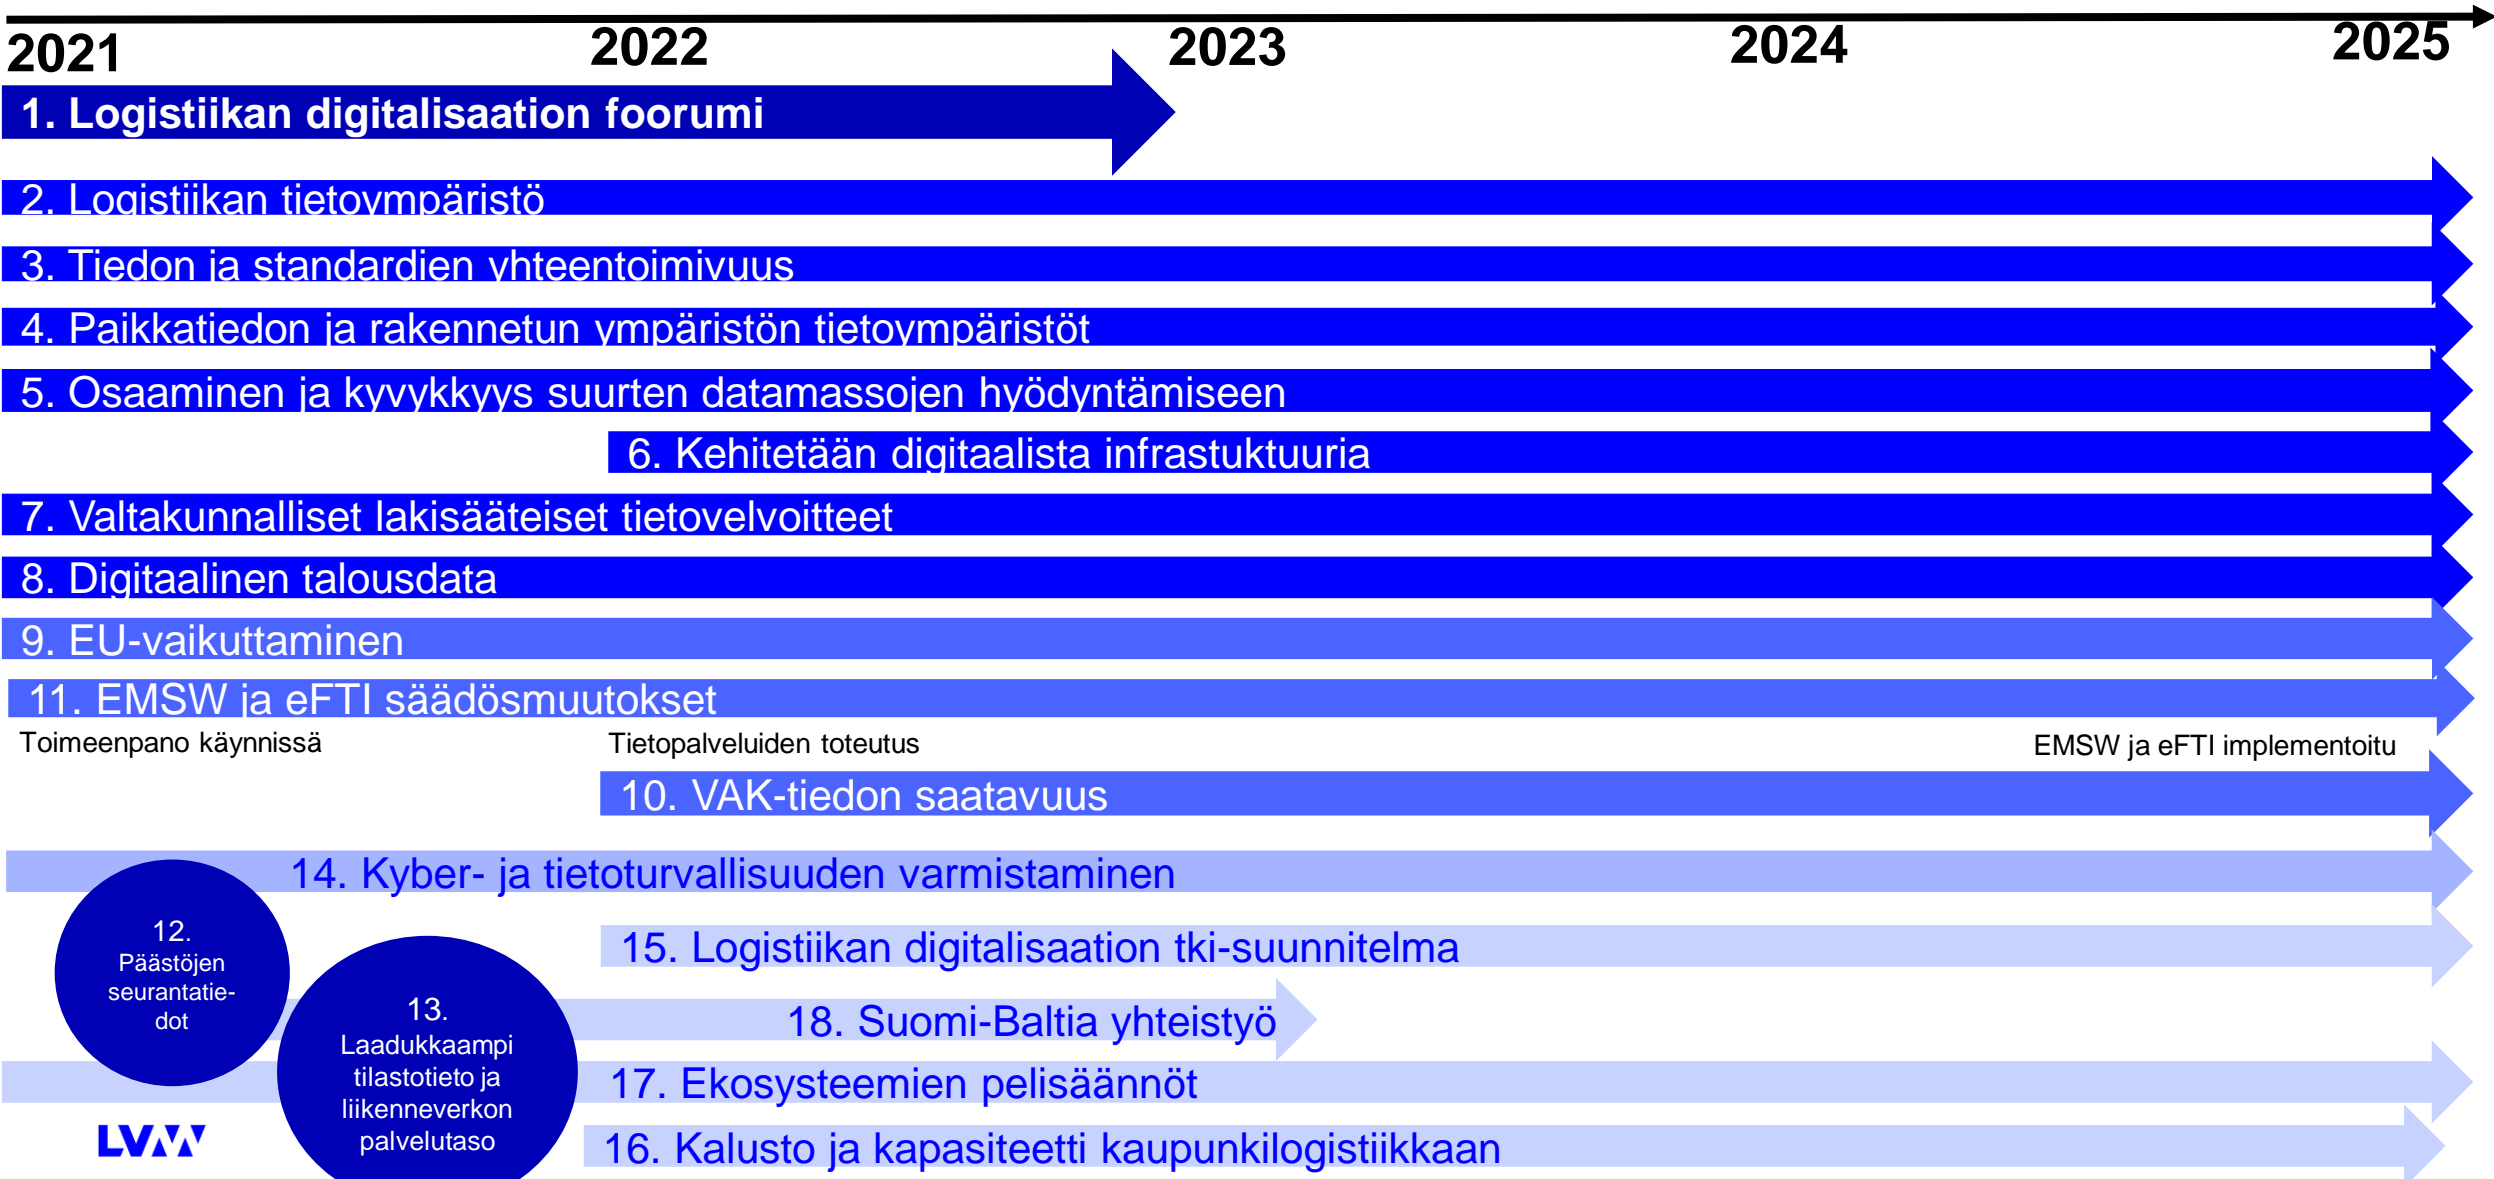 2021 2022 2023 2024 2025
1. Logistiikan digitalisaation foorumi
2. Logistiikan tietoympäristö
3. Tiedon ja standardien yhteentoimivuus
4. Paikkatiedon ja rakennetun ympäristön tietoympäristöt
5. Osaaminen ja kyvykkyys suurten datamassojen hyödyntämiseen
6. Kehitetään digitaalista infrastuktuuria
7. Valtakunnalliset lakisääteiset tietovelvoitteet
8. Digitaalinen talousdata
9. EU-vaikuttaminen
11. EMSW ja eFTI säädösmuutokset
Toimeenpano käynnissä Tietopalveluiden toteutus EMSW ja eFTI implementoitu
10. VAK-tiedon saatavuus
14. Kyber- ja tietoturvallisuuden varmistaminen
12.
Päästöjen
seurantatie-
dot
15. Logistiikan digitalisaation tki-suunnitelma
13.
Laadukkaampi
tilastotieto ja
liikenneverkon
palvelutaso
18. Suomi-Baltia yhteistyö
17. Ekosysteemien pelisäännöt
16. Kalusto ja kapasiteetti kaupunkilogistiikkaan
LVM